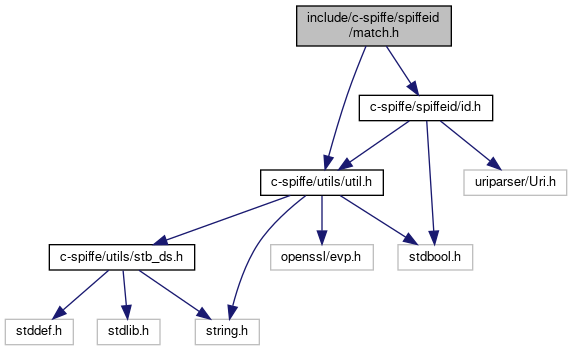 include/c-spiffe/spiffeid
/match.h
c-spiffe/spiffeid/id.h
c-spiffe/utils/util.h
uriparser/Uri.h
c-spiffe/utils/stb_ds.h
openssl/evp.h
stdbool.h
stddef.h
stdlib.h
string.h